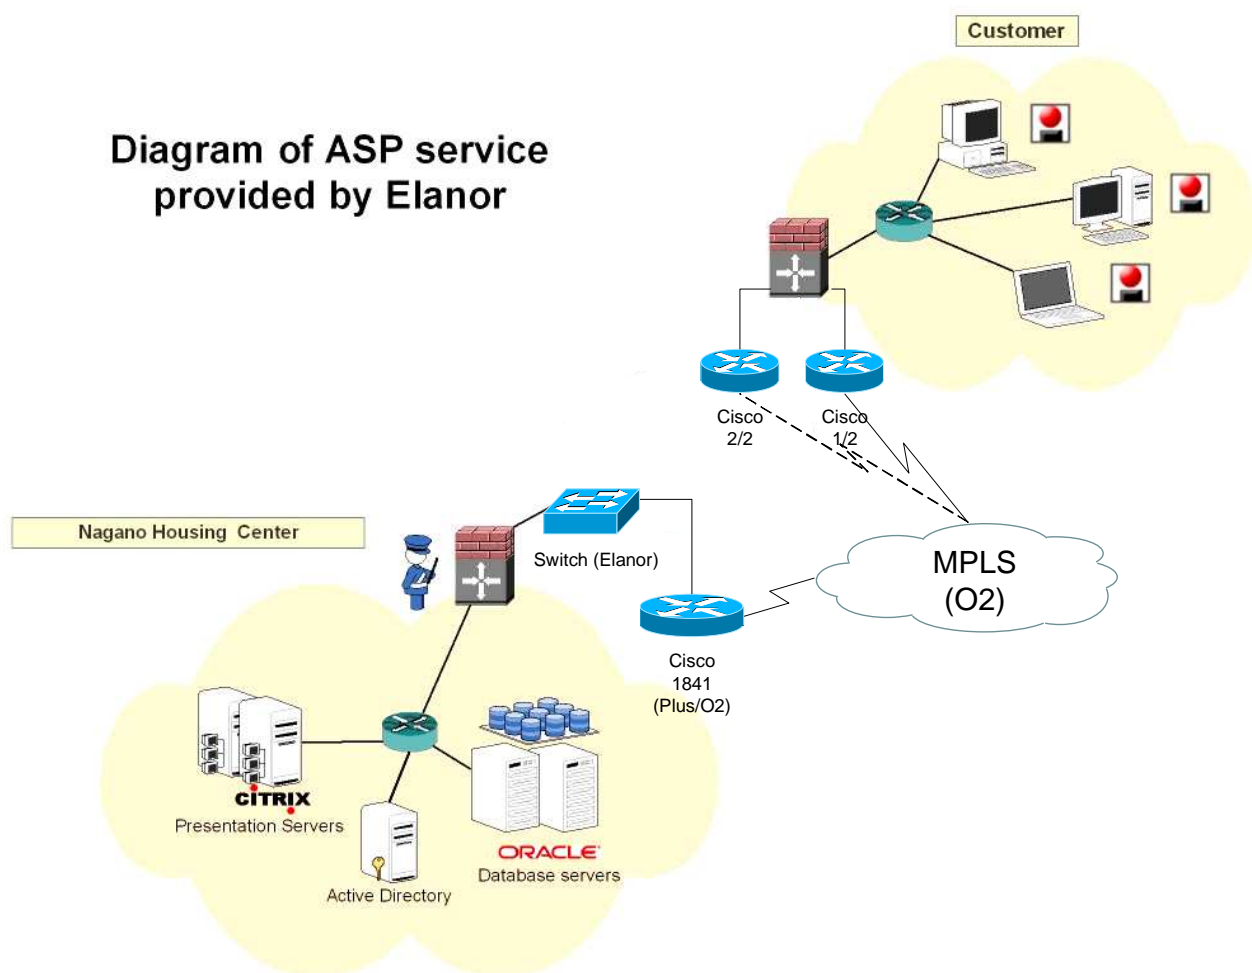 Customer
Diagram of ASP service
provided by Elanor
Cisco
2/2
Cisco
1/2
Nagano Housing Center
Switch (Elanor)
MPLS
(O2)
Cisco
1841
(Plus/O2)
CITRIX
Presentation Servers
ORACLE
Database servers
Active Directory